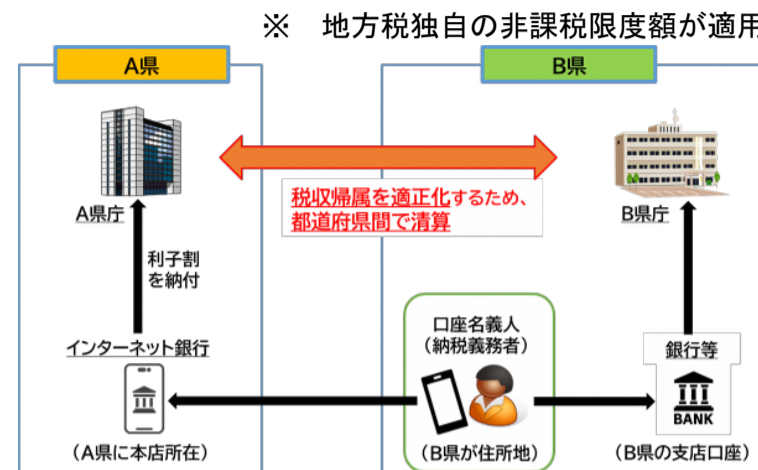 ※　地方税独自の非課税限度額が適用
A県
B県
税収帰属を適正化するため、
都道府県間で清算
A県庁
B県庁
利子割
を納付
インターネット銀行
(A県に本店所在)
口座名義人
(納税義務者)
(B県が住所地)
銀行等
BANK
(B県の支店口座)